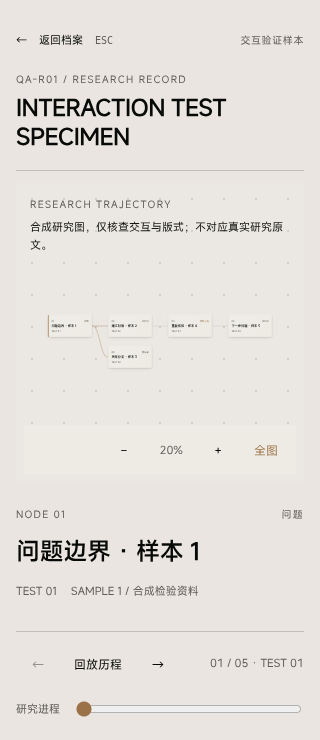 ← 返回档案 ESC
交互验证样本
QA-R01 / RESEARCH RECORD
INTERACTION TEST
SPECIMEN
RESEARCH TRAJECTORY
合成研究图，仅核查交互与版式；不对应真实研究原
文。
− 20% + 全图
NODE 01
问题
问题边界 · 样本 1
TEST 01 SAMPLE 1 / 合成检验资料
← 回放历程 →
01 / 05 · TEST 01
研究进程